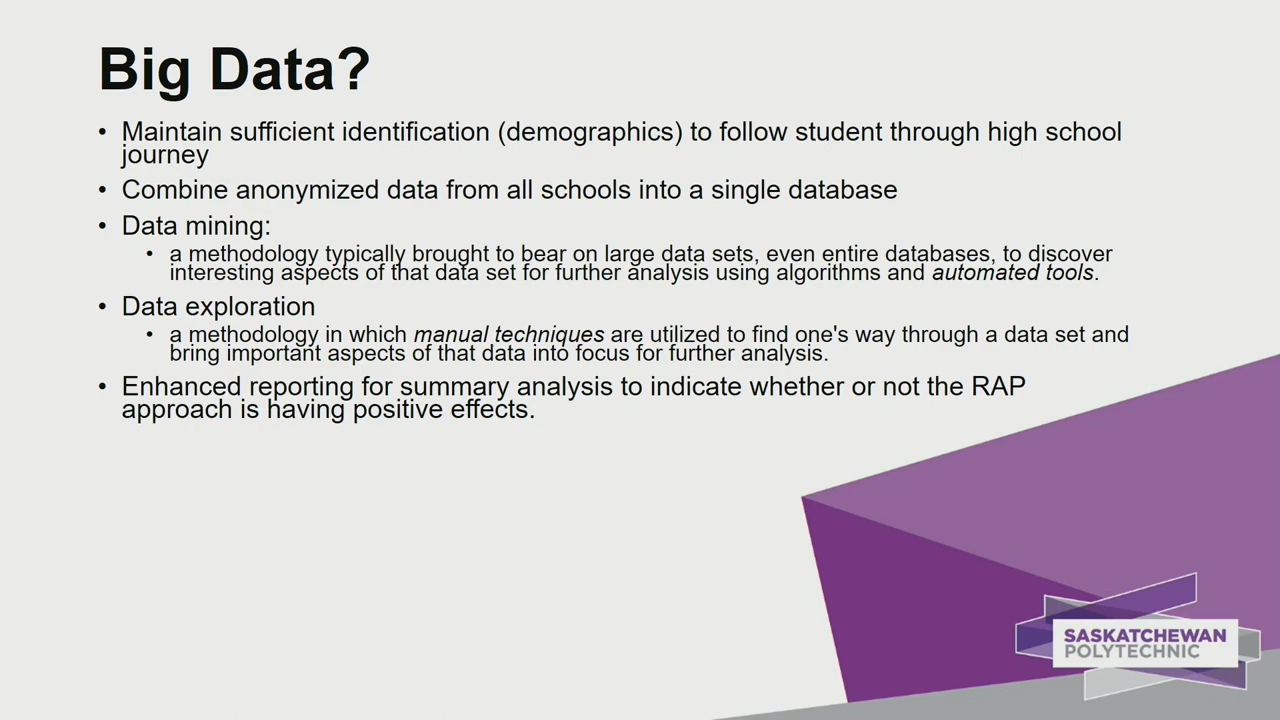 Big Data?
• Maintain sufficient identification (demographics) to follow student through high school
journey
• Combine anonymized data from all schools into a single database
• Data mining:
• a methodology typically brought to bear on large data sets, even entire databases, to discover
interesting aspects of that data set for further analysis using algorithms and automated tools.
• Data exploration
• a methodology in which manual techniques are utilized to find one's way through a data set and
bring important aspects of that data into focus for further analysis.
• Enhanced reporting for summary analysis to indicate whether or not the RAP
approach is having positive effects.
SASKATCHEWAN
POLYTECHNIC